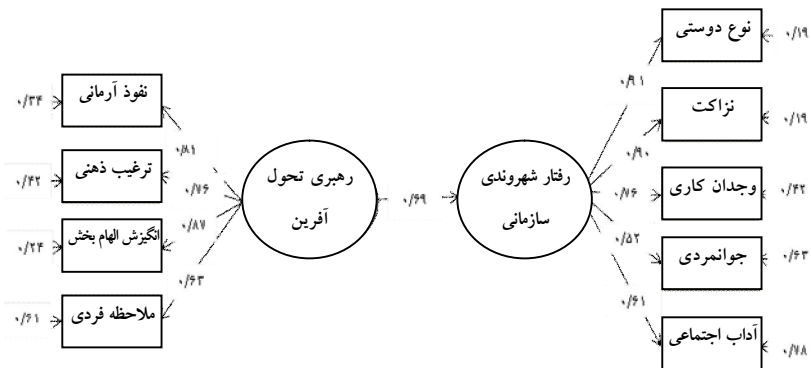 نوع دوستی
۰/۱۹
نزاکت
۰/۱۹
وجدان کاری
۰/۴۲
جوانمردی
۰/۶۳
آداب اجتماعی
۰/۷۸
۰/۹۱
۰/۹۰
۰/۷۶
۰/۵۲
۰/۶۱
رفتار شهروندی
سازمانی
۰/۶۹
رهبری تحول
آفرین
۰/۸۱
۰/۷۶
۰/۸۷
۰/۶۳
نفوذ آرمانی
۰/۳۴
ترغیب ذهنی
۰/۴۲
انگیزش الهام بخش
۰/۲۴
ملاحظه فردی
۰/۶۱